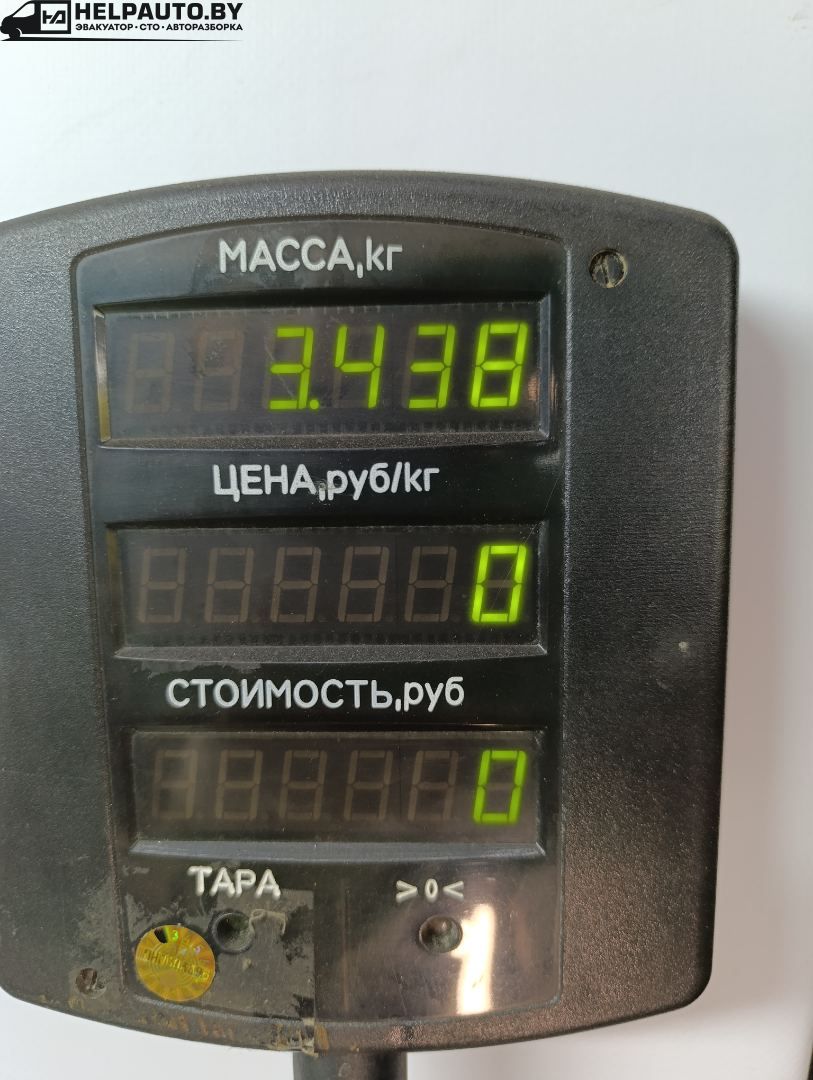 HELPAUTO.BY
ЭВАКУАТОР • СТО • АВТОРАЗБОРКА
МАССА,кг
3.438
ЦЕНА,руб/кг
0
СТОИМОСТЬ,руб
0
ТАРА >0<